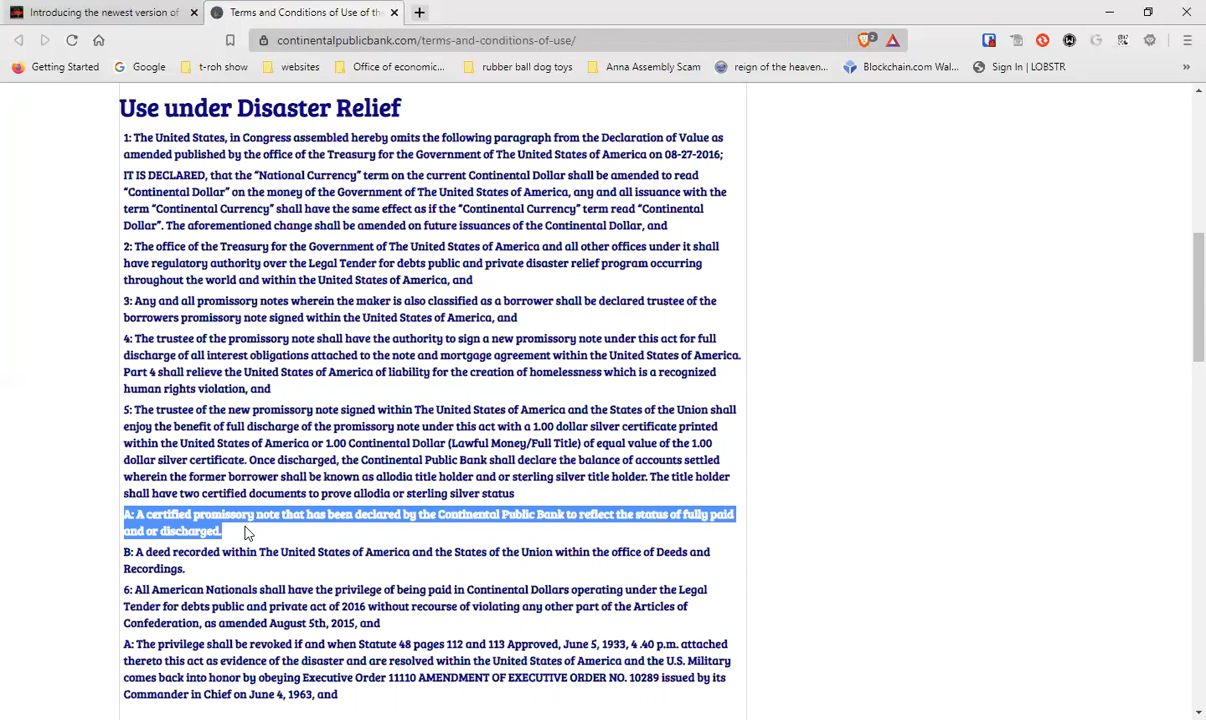 Introducing the newest version of
Terms and Conditions of Use of the
continentalpublicbank.com/terms-and-conditions-of-use/
2
Getting Started
Google
t-roh show
websites
Office of economic...
rubber ball dog toys
Anna Assembly Scam
reign of the heaven...
Blockchain.com Wal...
Sign In | LOBSTR
Use under Disaster Relief
1: The United States, in Congress assembled hereby omits the following paragraph from the Declaration of Value as
amended published by the office of the Treasury for the Government of The United States of America on 08-27-2016;
IT IS DECLARED, that the “National Currency” term on the current Continental Dollar shall be amended to read
“Continental Dollar” on the money of the Government of The United States of America, any and all issuance with the
term “Continental Currency” shall have the same effect as if the “Continental Currency” term read “Continental
Dollar”. The aforementioned change shall be amended on future issuances of the Continental Dollar, and
2: The office of the Treasury for the Government of The United States of America and all other offices under it shall
have regulatory authority over the Legal Tender for debts public and private disaster relief program occurring
throughout the world and within the United States of America, and
3: Any and all promissory notes wherein the maker is also classified as a borrower shall be declared trustee of the
borrowers promissory note signed within the United States of America, and
4: The trustee of the promissory note shall have the authority to sign a new promissory note under this act for full
discharge of all interest obligations attached to the note and mortgage agreement within the United States of America.
Part 4 shall relieve the United States of America of liability for the creation of homelessness which is a recognized
human rights violation, and
5: The trustee of the new promissory note signed within The United States of America and the States of the Union shall
enjoy the benefit of full discharge of the promissory note under this act with a 1.00 dollar silver certificate printed
within the United States of America or 1.00 Continental Dollar (Lawful Money/Full Title) of equal value of the 1.00
dollar silver certificate. Once discharged, the Continental Public Bank shall declare the balance of accounts settled
wherein the former borrower shall be known as allodia title holder and or sterling silver title holder. The title holder
shall have two certified documents to prove allodia or sterling silver status
A: A certified promissory note that has been declared by the Continental Public Bank to reflect the status of fully paid
and or discharged.
B: A deed recorded within The United States of America and the States of the Union within the office of Deeds and
Recordings.
6: All American Nationals shall have the privilege of being paid in Continental Dollars operating under the Legal
Tender for debts public and private act of 2016 without recourse of violating any other part of the Articles of
Confederation, as amended August 5th, 2015, and
A: The privilege shall be revoked if and when Statute 48 pages 112 and 113 Approved, June 5, 1933, 4 .40 p.m. attached
thereto this act as evidence of the disaster and are resolved within the United States of America and the U.S. Military
comes back into honor by obeying Executive Order 11110 AMENDMENT OF EXECUTIVE ORDER NO. 10289 issued by its
Commander in Chief on June 4, 1963, and